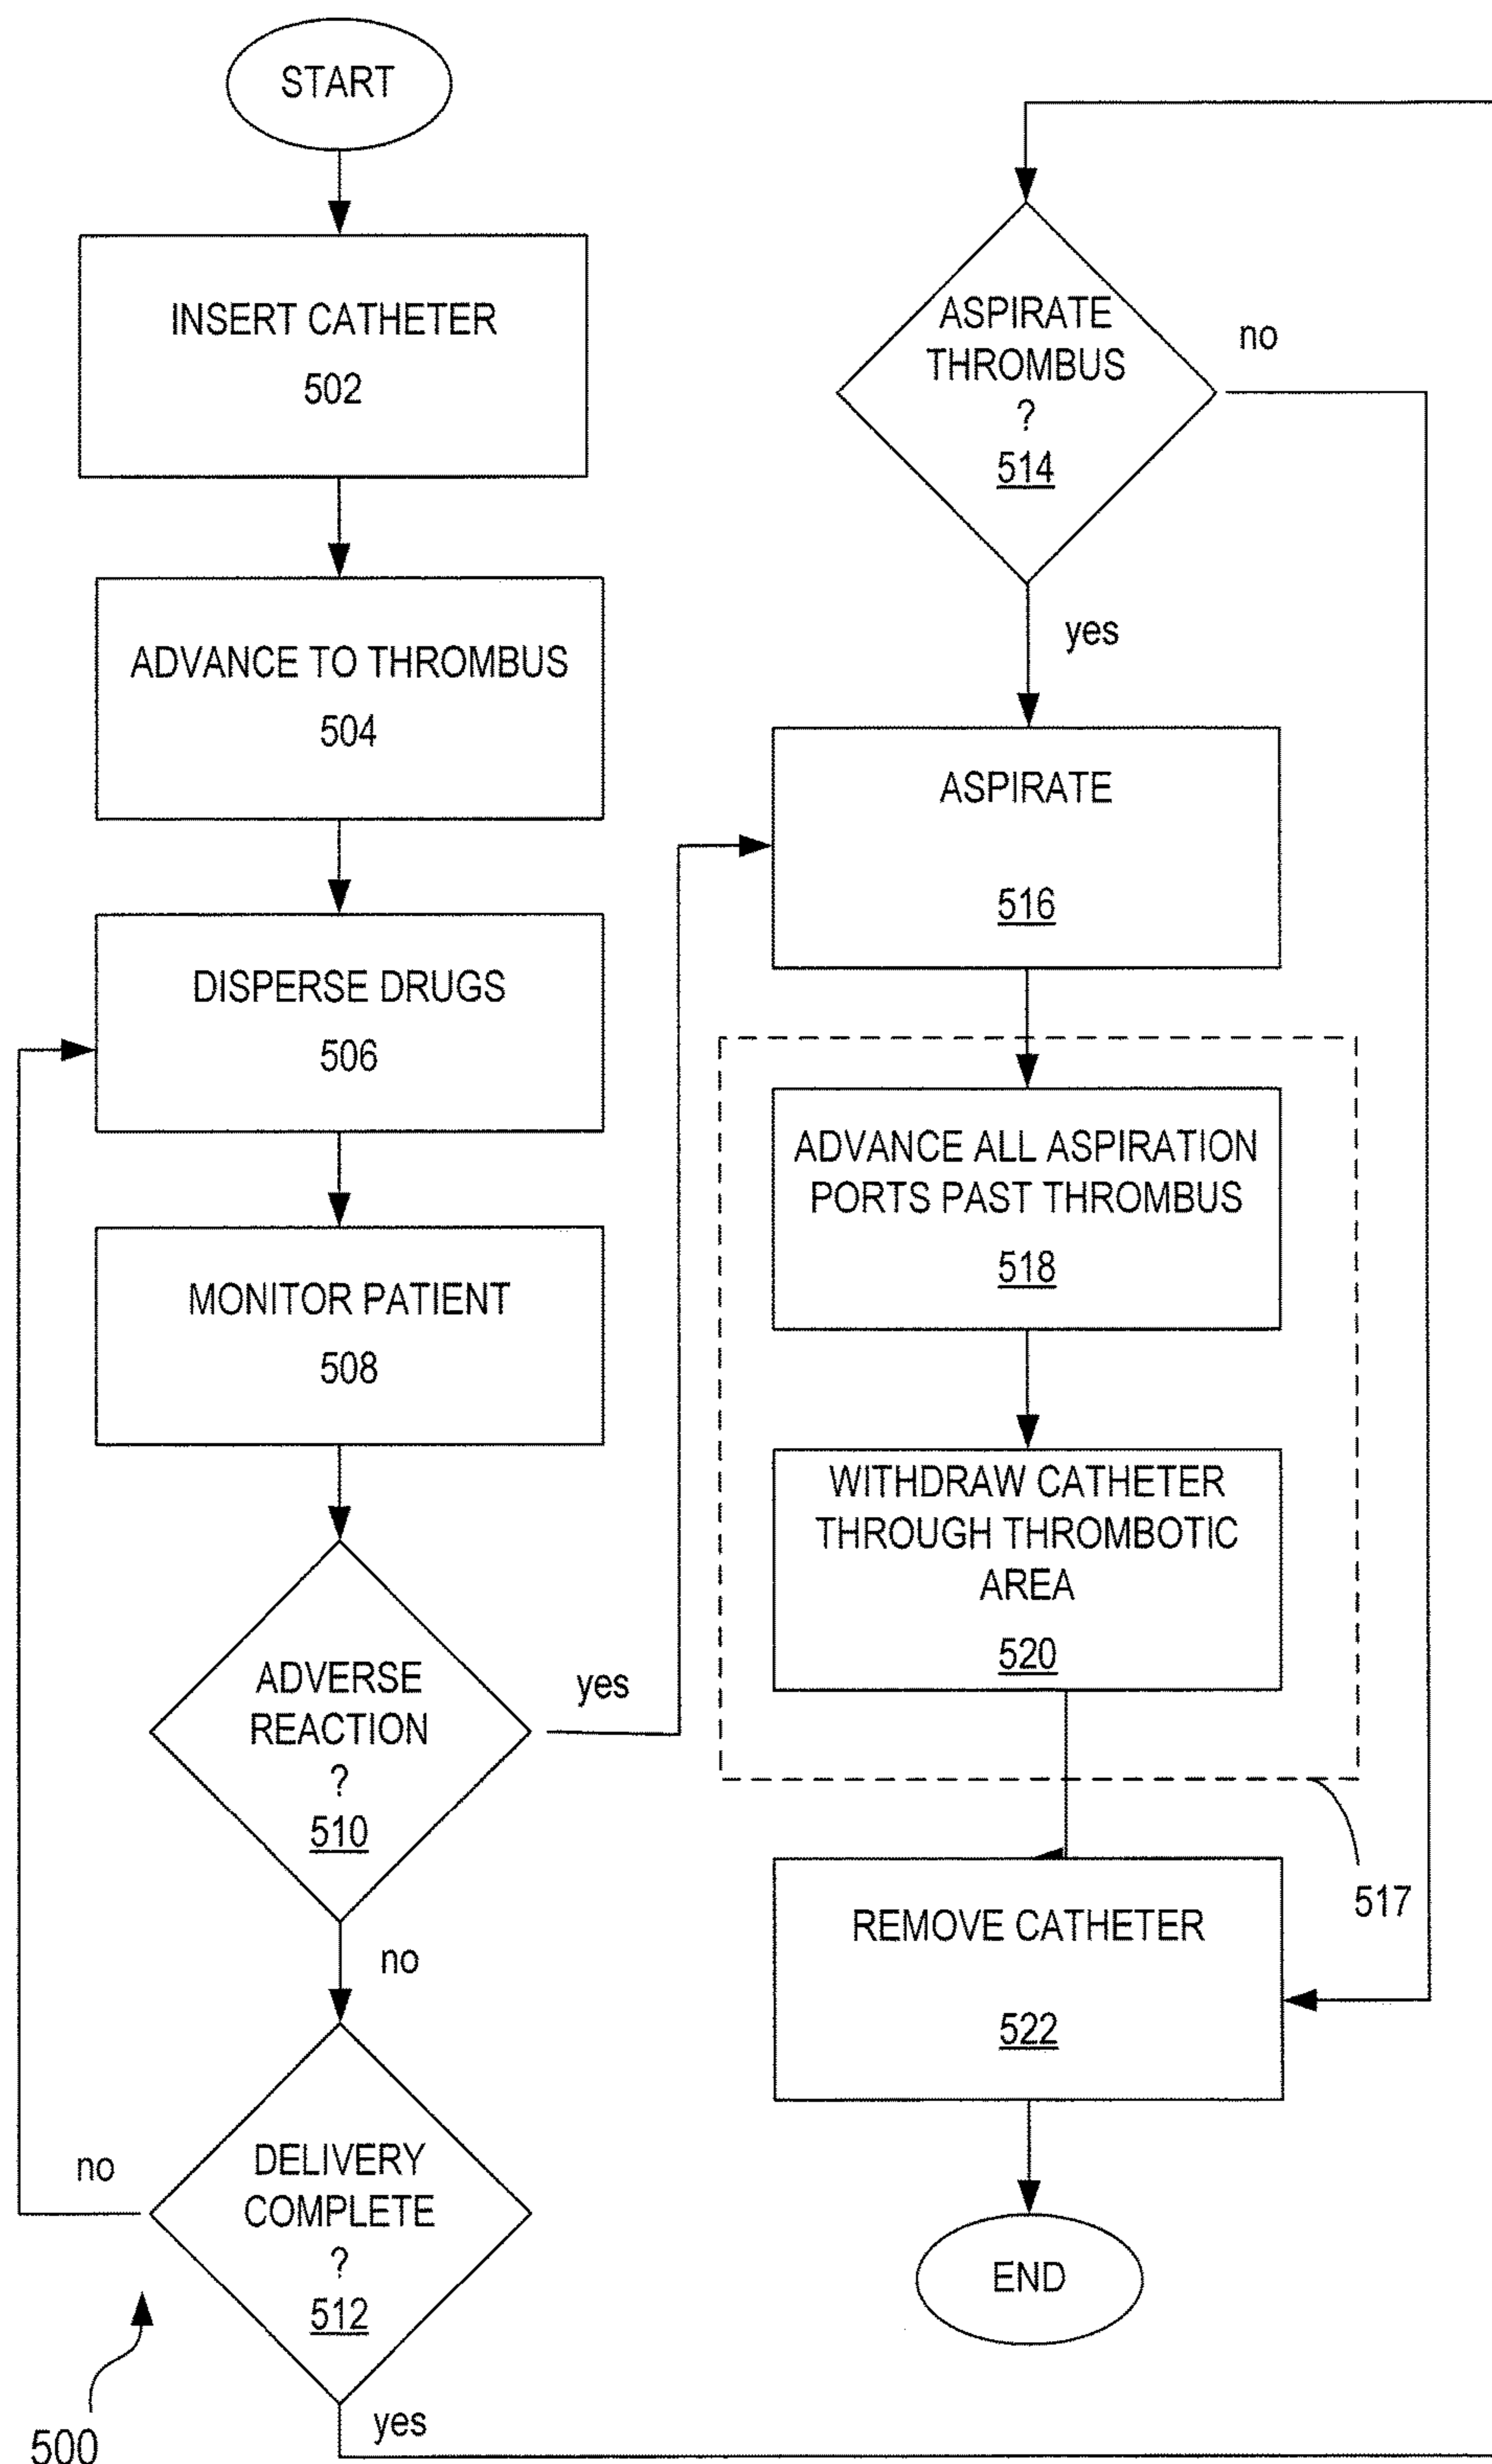 START
INSERT CATHETER
502
ADVANCE TO THROMBUS
504
DISPERSE DRUGS
506
MONITOR PATIENT
508
ADVERSE
REACTION
?
510
yes
no
DELIVERY
COMPLETE
?
512
no
yes
500
ASPIRATE
THROMBUS
?
514
no
yes
ASPIRATE
516
ADVANCE ALL ASPIRATION
PORTS PAST THROMBUS
518
WITHDRAW CATHETER
THROUGH THROMBOTIC
AREA
520
517
REMOVE CATHETER
522
END